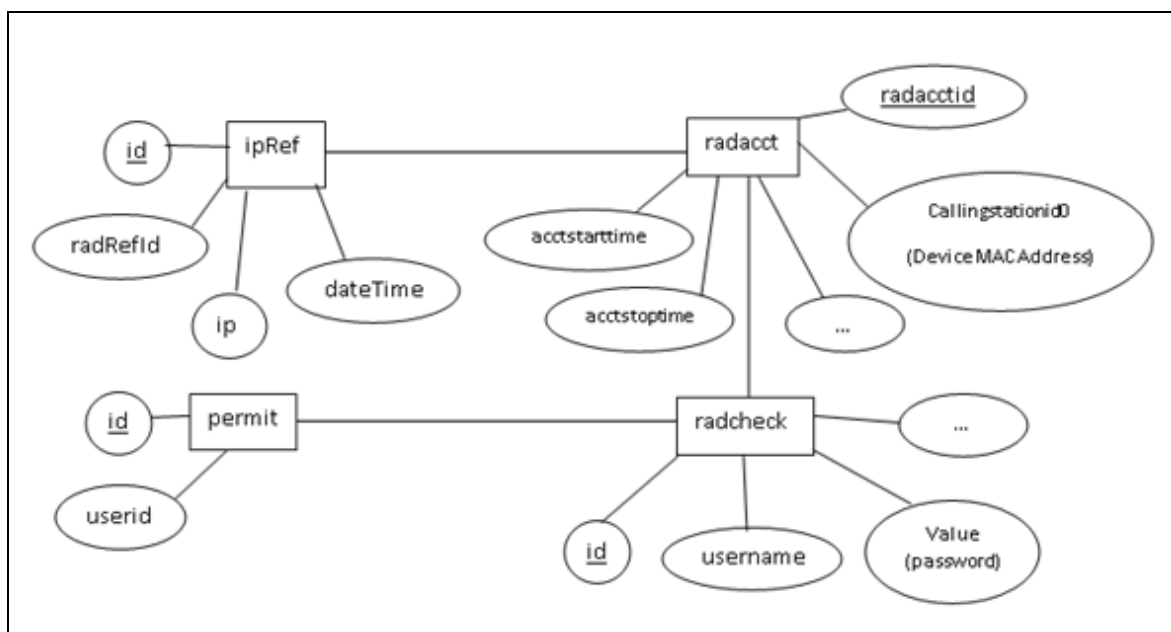 radacctid
id
ipRef
radacct
Callingstationid0
(DeviceMACAddress)
radRefId
acctstarttime
dateTime
ip
acctstoptime
...
id
permit
radcheck
...
userid
id
username
Value
(password)